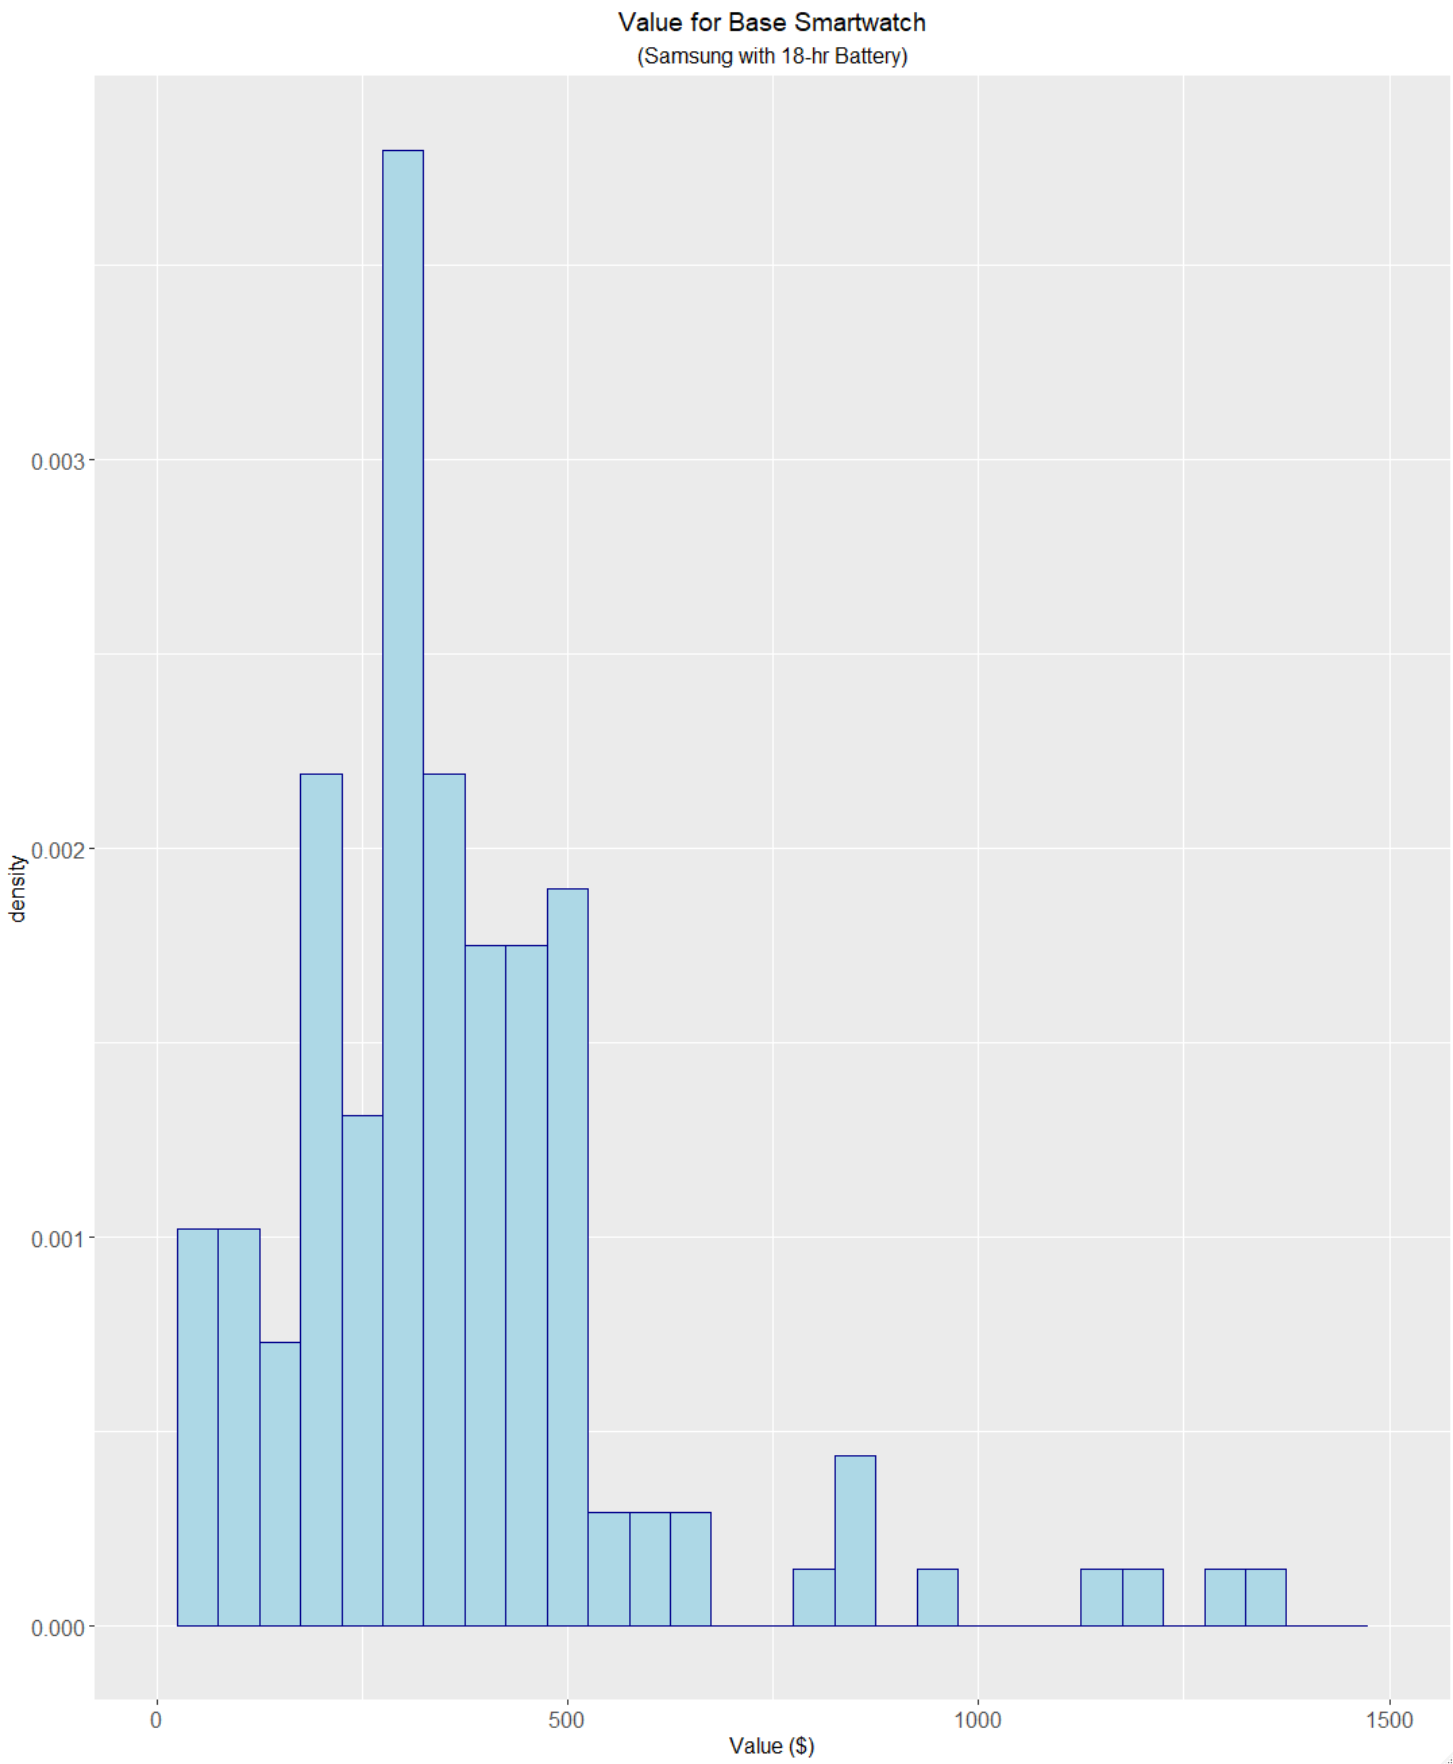 Value for Base Smartwatch
(Samsung with 18-hr Battery)
0.003
0.002
0.001
0.000
density
0
500
1000
1500
Value ($)